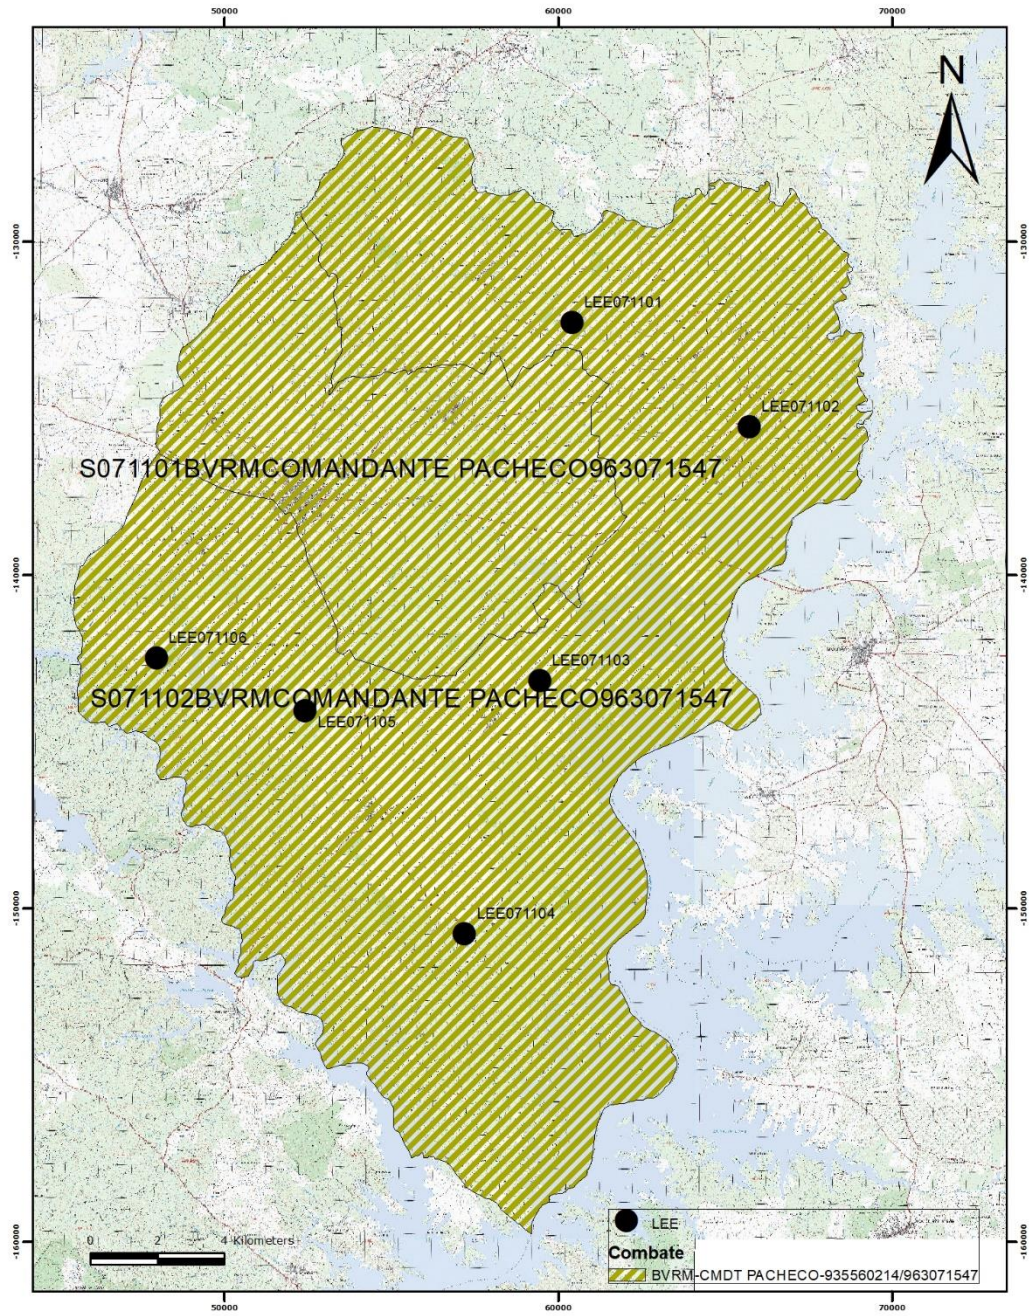 50000 60000 70000
N
-130000 -130000
LEE071101
LEE071102
S071101BVRMCOMANDANTE PACHECO963071547
-140000 -140000
LEE071106
LEE071103
S071102BVRMCOMANDANTE PACHECO963071547
LEE071105
-150000 -150000
LEE071104
LEE
0 2 4 Kilometers
-160000 -160000
Combate
BVRM-CMDT PACHECO-935560214/963071547
50000 60000 70000